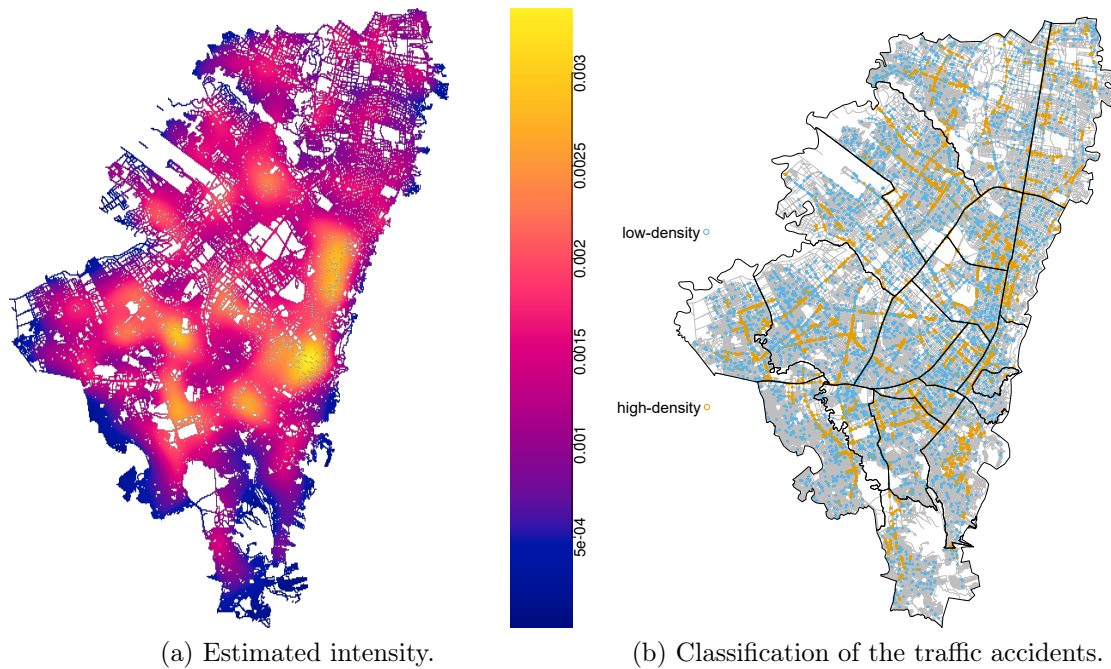 0.003
0.0025
0.002
0.0015
0.001
5e-04
low-density
high-density
(a) Estimated intensity.
(b) Classification of the traffic accidents.